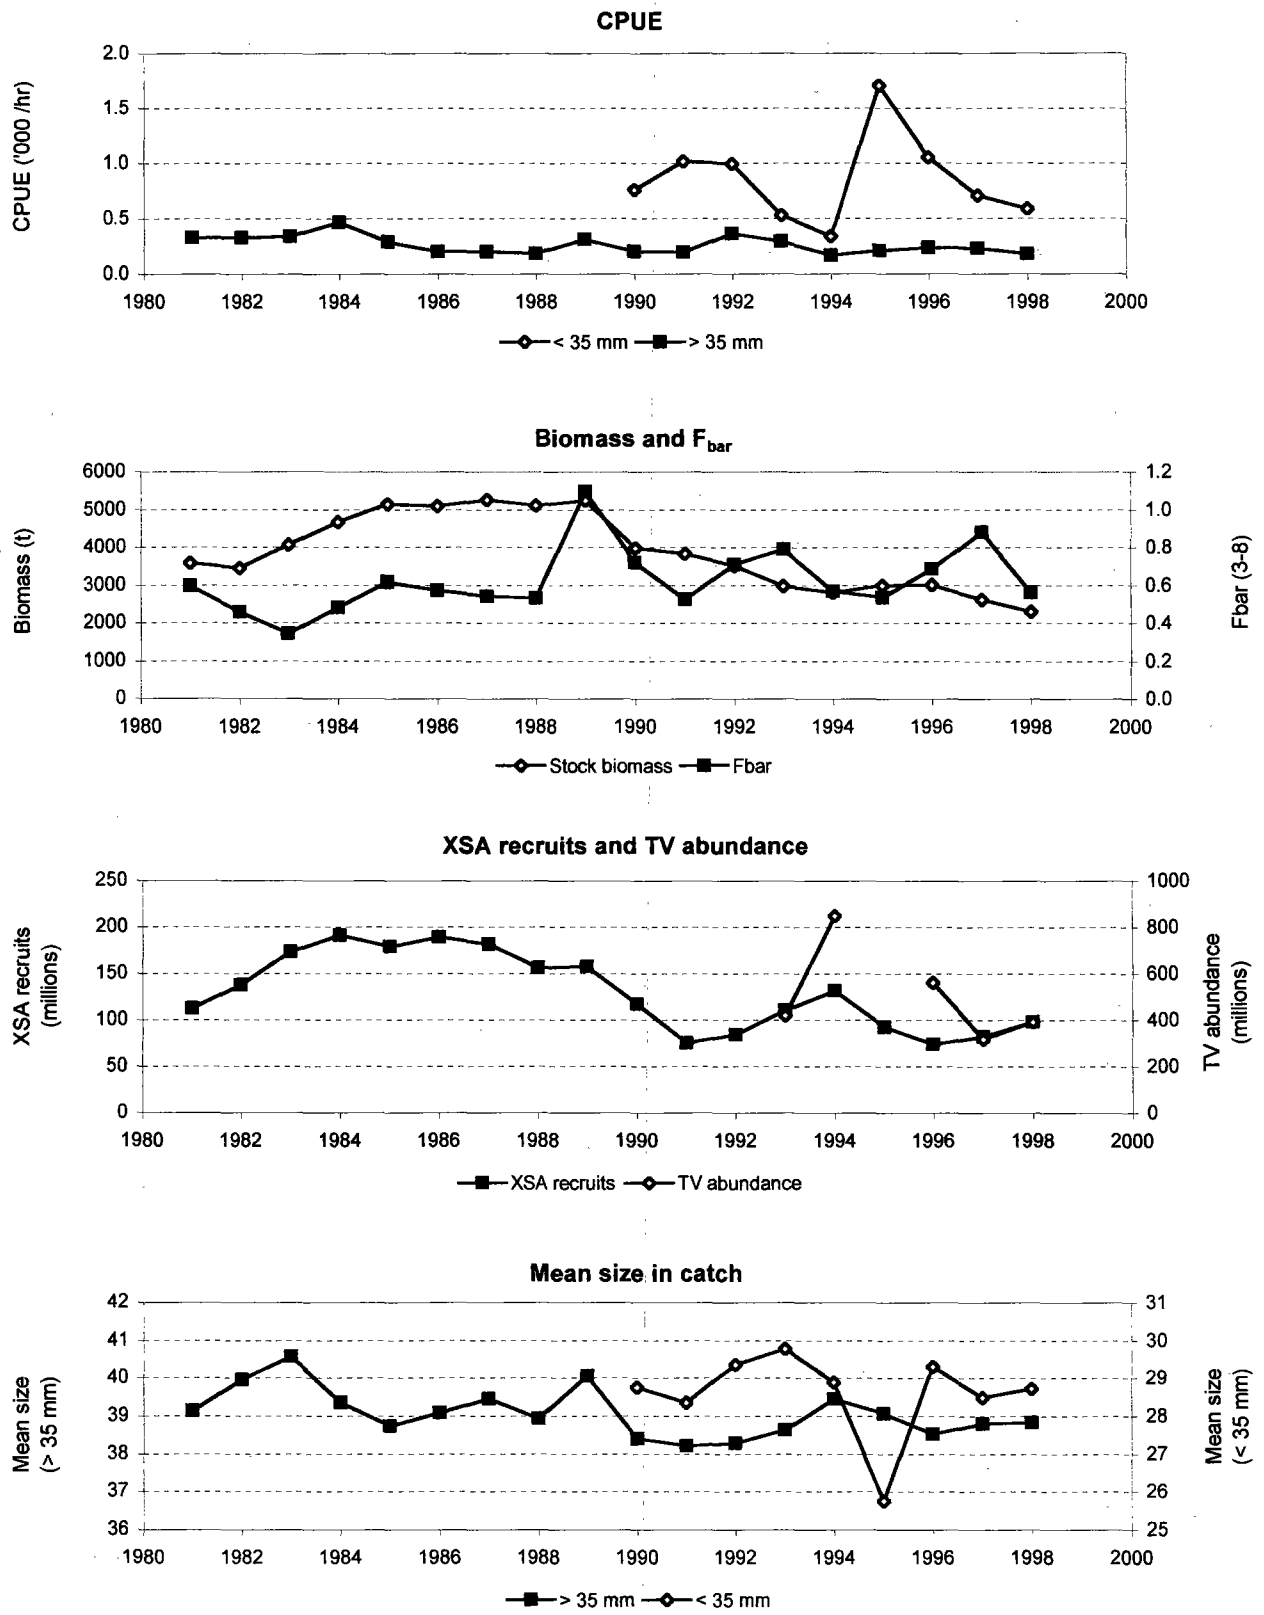 CPUE
CPUE ('000 /hr)
2.0
1.5
1.0
0.5
0.0
1980 1982 1984 1986 1988 1990 1992 1994 1996 1998 2000
< 35 mm > 35 mm
Biomass and Fbar
Biomass (t)
6000
5000
4000
3000
2000
1000
0
1.2
1.0
0.8
0.6
0.4
0.2
0.0
Fbar (3-8)
1980 1982 1984 1986 1988 1990 1992 1994 1996 1998 2000
Stock biomass Fbar
XSA recruits and TV abundance
XSA recruits
(millions)
250
200
150
100
50
0
1000
800
600
400
200
0
TV abundance
(millions)
1980 1982 1984 1986 1988 1990 1992 1994 1996 1998 2000
XSA recruits TV abundance
Mean size in catch
Mean size
(> 35 mm)
42
41
40
39
38
37
36
31
30
29
28
27
26
25
Mean size
(< 35 mm)
1980 1982 1984 1986 1988 1990 1992 1994 1996 1998 2000
> 35 mm < 35 mm